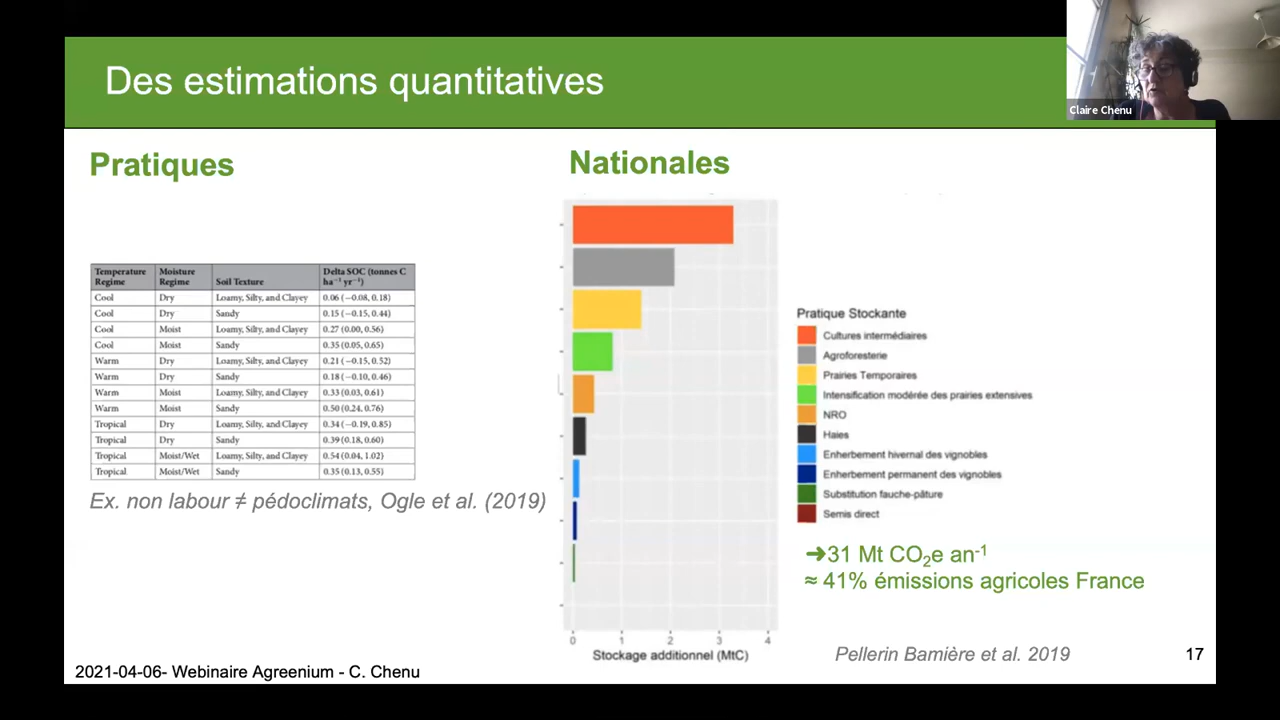 Des estimations quantitatives
Claire Chenu
Pratiques
Temperature Regime Moisture Regime Soil Texture Delta SOC (tonnes C ha⁻¹ yr⁻¹)
Cool Dry Loamy, Silty, and Clayey 0.06 (−0.08, 0.18)
Cool Dry Sandy 0.15 (−0.15, 0.44)
Cool Moist Loamy, Silty, and Clayey 0.27 (0.00, 0.56)
Cool Moist Sandy 0.35 (0.05, 0.65)
Warm Dry Loamy, Silty, and Clayey 0.21 (−0.15, 0.52)
Warm Dry Sandy 0.18 (−0.10, 0.46)
Warm Moist Loamy, Silty, and Clayey 0.33 (0.03, 0.61)
Warm Moist Sandy 0.50 (0.24, 0.76)
Tropical Dry Loamy, Silty, and Clayey 0.34 (−0.19, 0.85)
Tropical Dry Sandy 0.39 (0.18, 0.60)
Tropical Moist/Wet Loamy, Silty, and Clayey 0.54 (0.04, 1.02)
Tropical Moist/Wet Sandy 0.35 (0.13, 0.55)
Ex. non labour ≠ pédoclimats, Ogle et al. (2019)
Nationales
0 1 2 3 4
Stockage additionnel (MtC)
Pratique Stockante
Cultures intermédiaires
Agroforesterie
Prairies Temporaires
Intensification modérée des prairies extensives
NRO
Haies
Enherbement hivernal des vignobles
Enherbement permanent des vignobles
Substitution fauche-pâture
Semis direct
➜31 Mt CO₂e an⁻¹
≈ 41% émissions agricoles France
Pellerin Bamière et al. 2019
2021-04-06- Webinaire Agreenium - C. Chenu
17